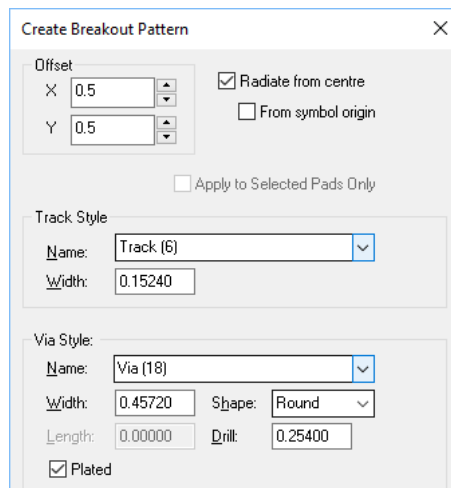 Create Breakout Pattern
Offset
X 0.5
Y 0.5
Radiate from centre
From symbol origin
Apply to Selected Pads Only
Track Style
Name: Track (6)
Width: 0.15240
Via Style:
Name: Via (18)
Width: 0.45720 Shape: Round
Length: 0.00000 Drill: 0.25400
Plated